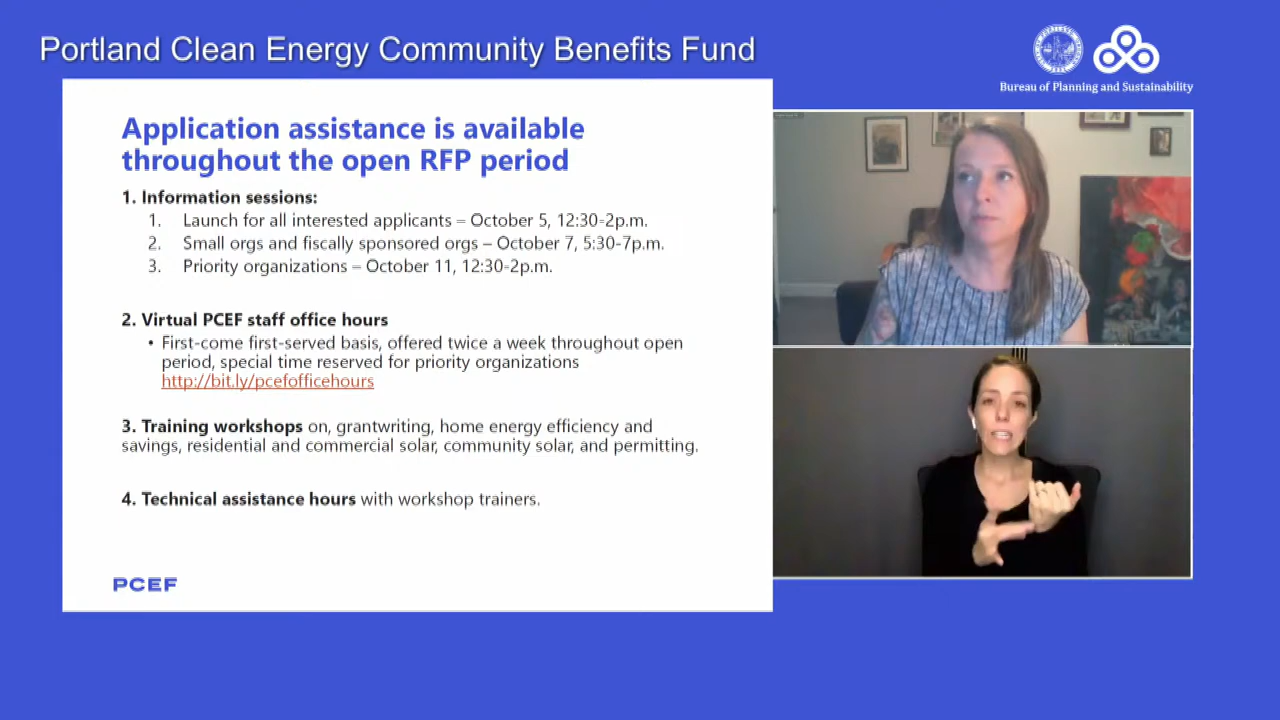 Portland Clean Energy Community Benefits Fund
Bureau of Planning and Sustainability
Application assistance is available
throughout the open RFP period
1. Information sessions:
1. Launch for all interested applicants – October 5, 12:30-2p.m.
2. Small orgs and fiscally sponsored orgs – October 7, 5:30-7p.m.
3. Priority organizations – October 11, 12:30-2p.m.
2. Virtual PCEF staff office hours
• First-come first-served basis, offered twice a week throughout open
period, special time reserved for priority organizations
http://bit.ly/pcefofficehours
3. Training workshops on, grantwriting, home energy efficiency and
savings, residential and commercial solar, community solar, and permitting.
4. Technical assistance hours with workshop trainers.
PCEF